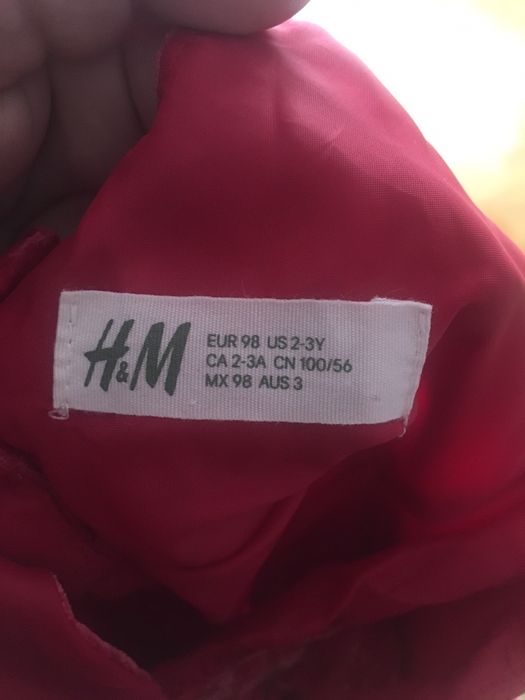 H&M
EUR 98 US 2-3Y
CA 2-3A CN 100/56
MX 98 AUS 3